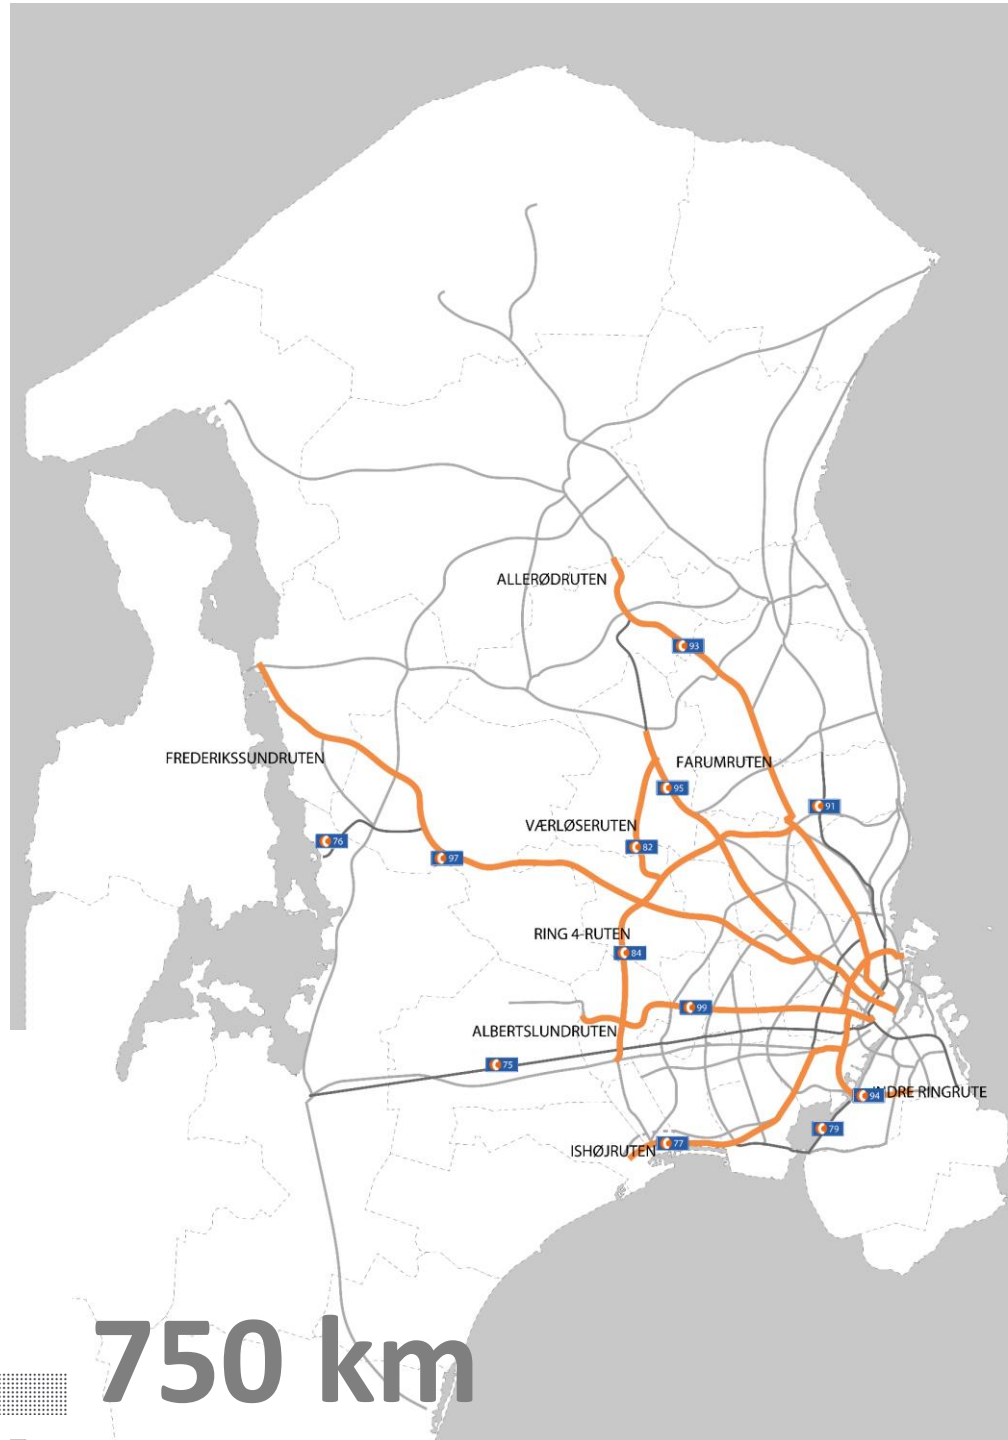 ALLERØDRUTEN
93
FREDERIKSSUNDRUTEN
FARUMRUTEN
95
91
VÆRLØSERUTEN
76
82
97
RING 4-RUTEN
84
99
ALBERTSLUNDRUTEN
75
94
INDRE RINGRUTE
79
77
ISHØJRUTEN
750 km